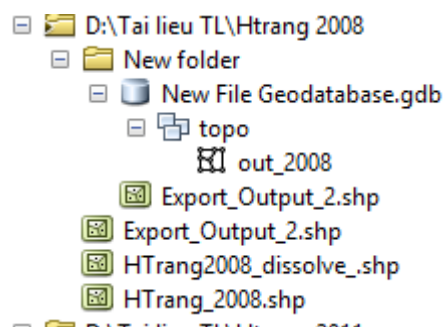 D:\Tai lieu TL\Htrang 2008
New folder
New File Geodatabase.gdb
topo
out_2008
Export_Output_2.shp
Export_Output_2.shp
HTrang2008_dissolve_.shp
HTrang_2008.shp